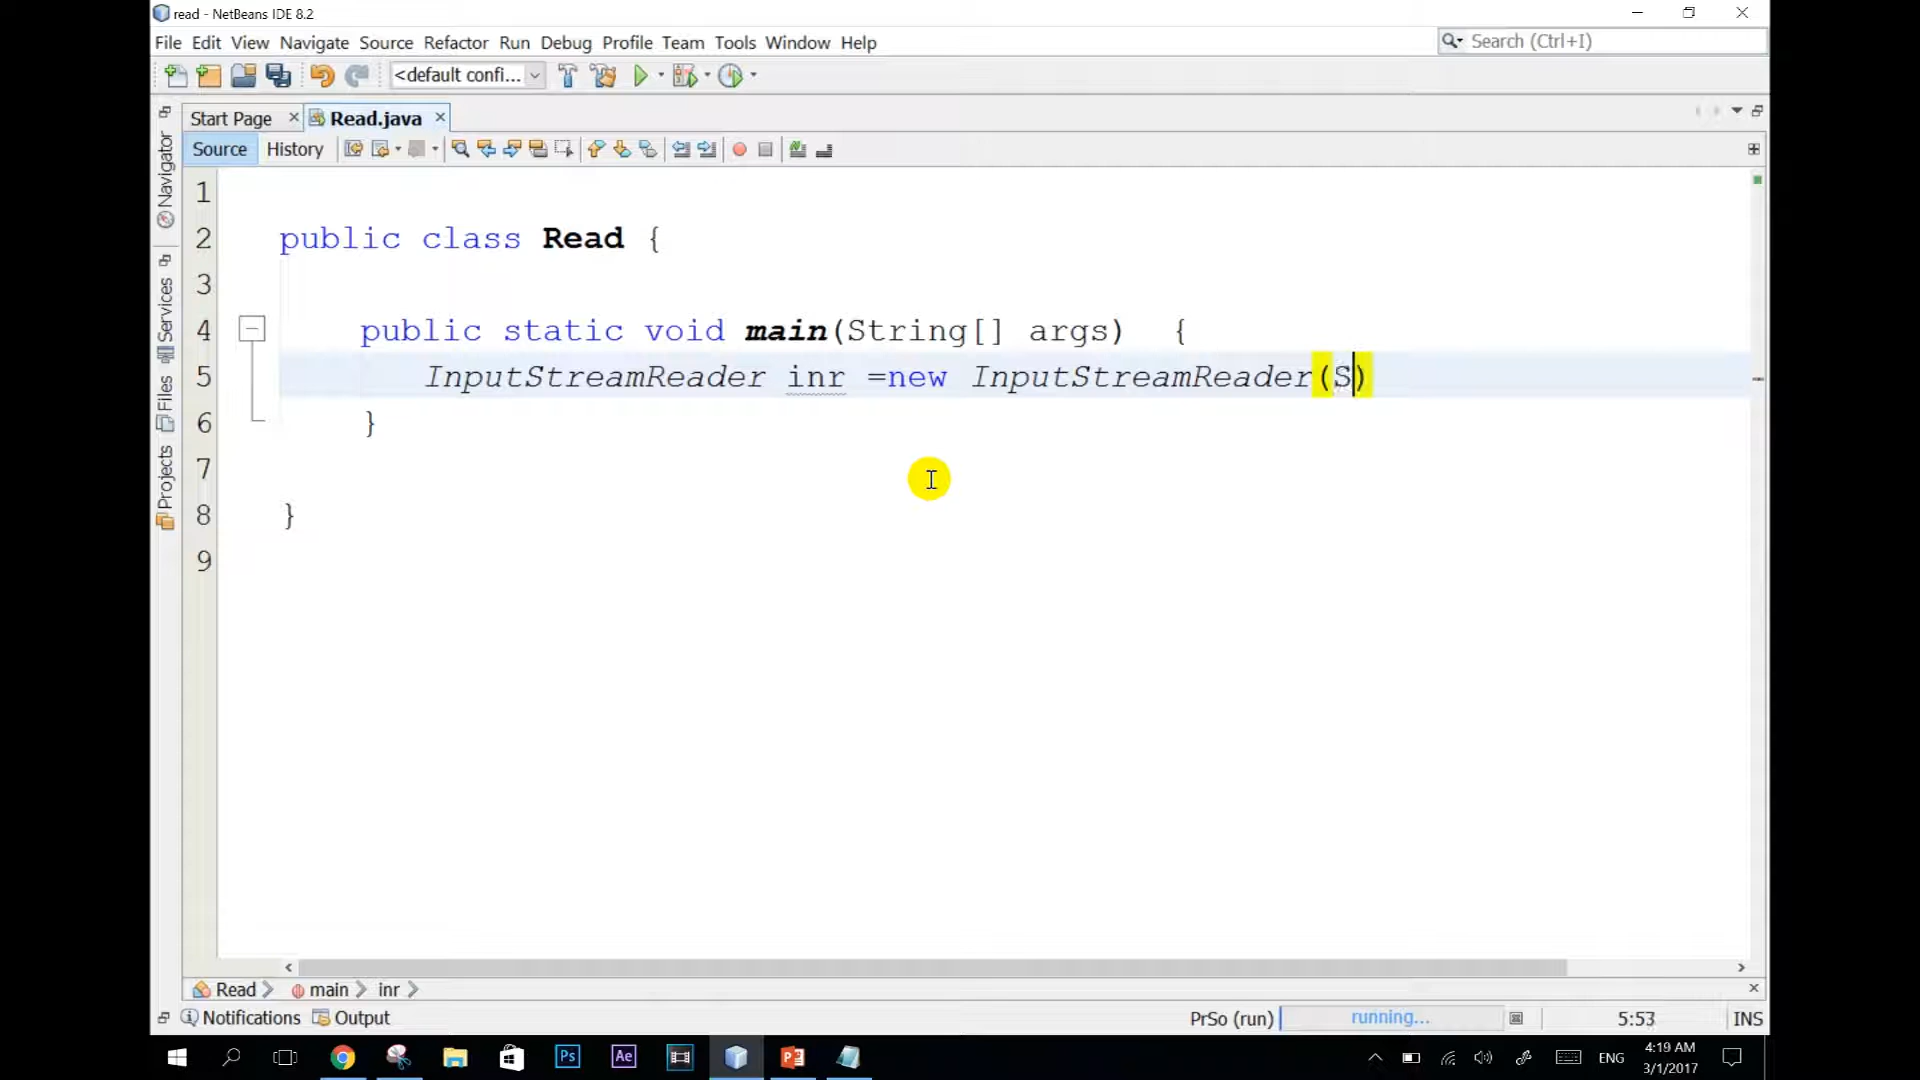 read - NetBeans IDE 8.2
File Edit View Navigate Source Refactor Run Debug Profile Team Tools Window Help
Search (Ctrl+I)
<default confi...
Start Page
Read.java
Source History
Navigator
Services
Files
Projects
1
2 public class Read {
3
4 public static void main(String[] args) {
5 InputStreamReader inr =new InputStreamReader(S)
6 }
7
8 }
9
Read main inr
Notifications Output
PrSo (run) running... 5:53 INS
Ps Ae
ENG
4:19 AM
3/1/2017